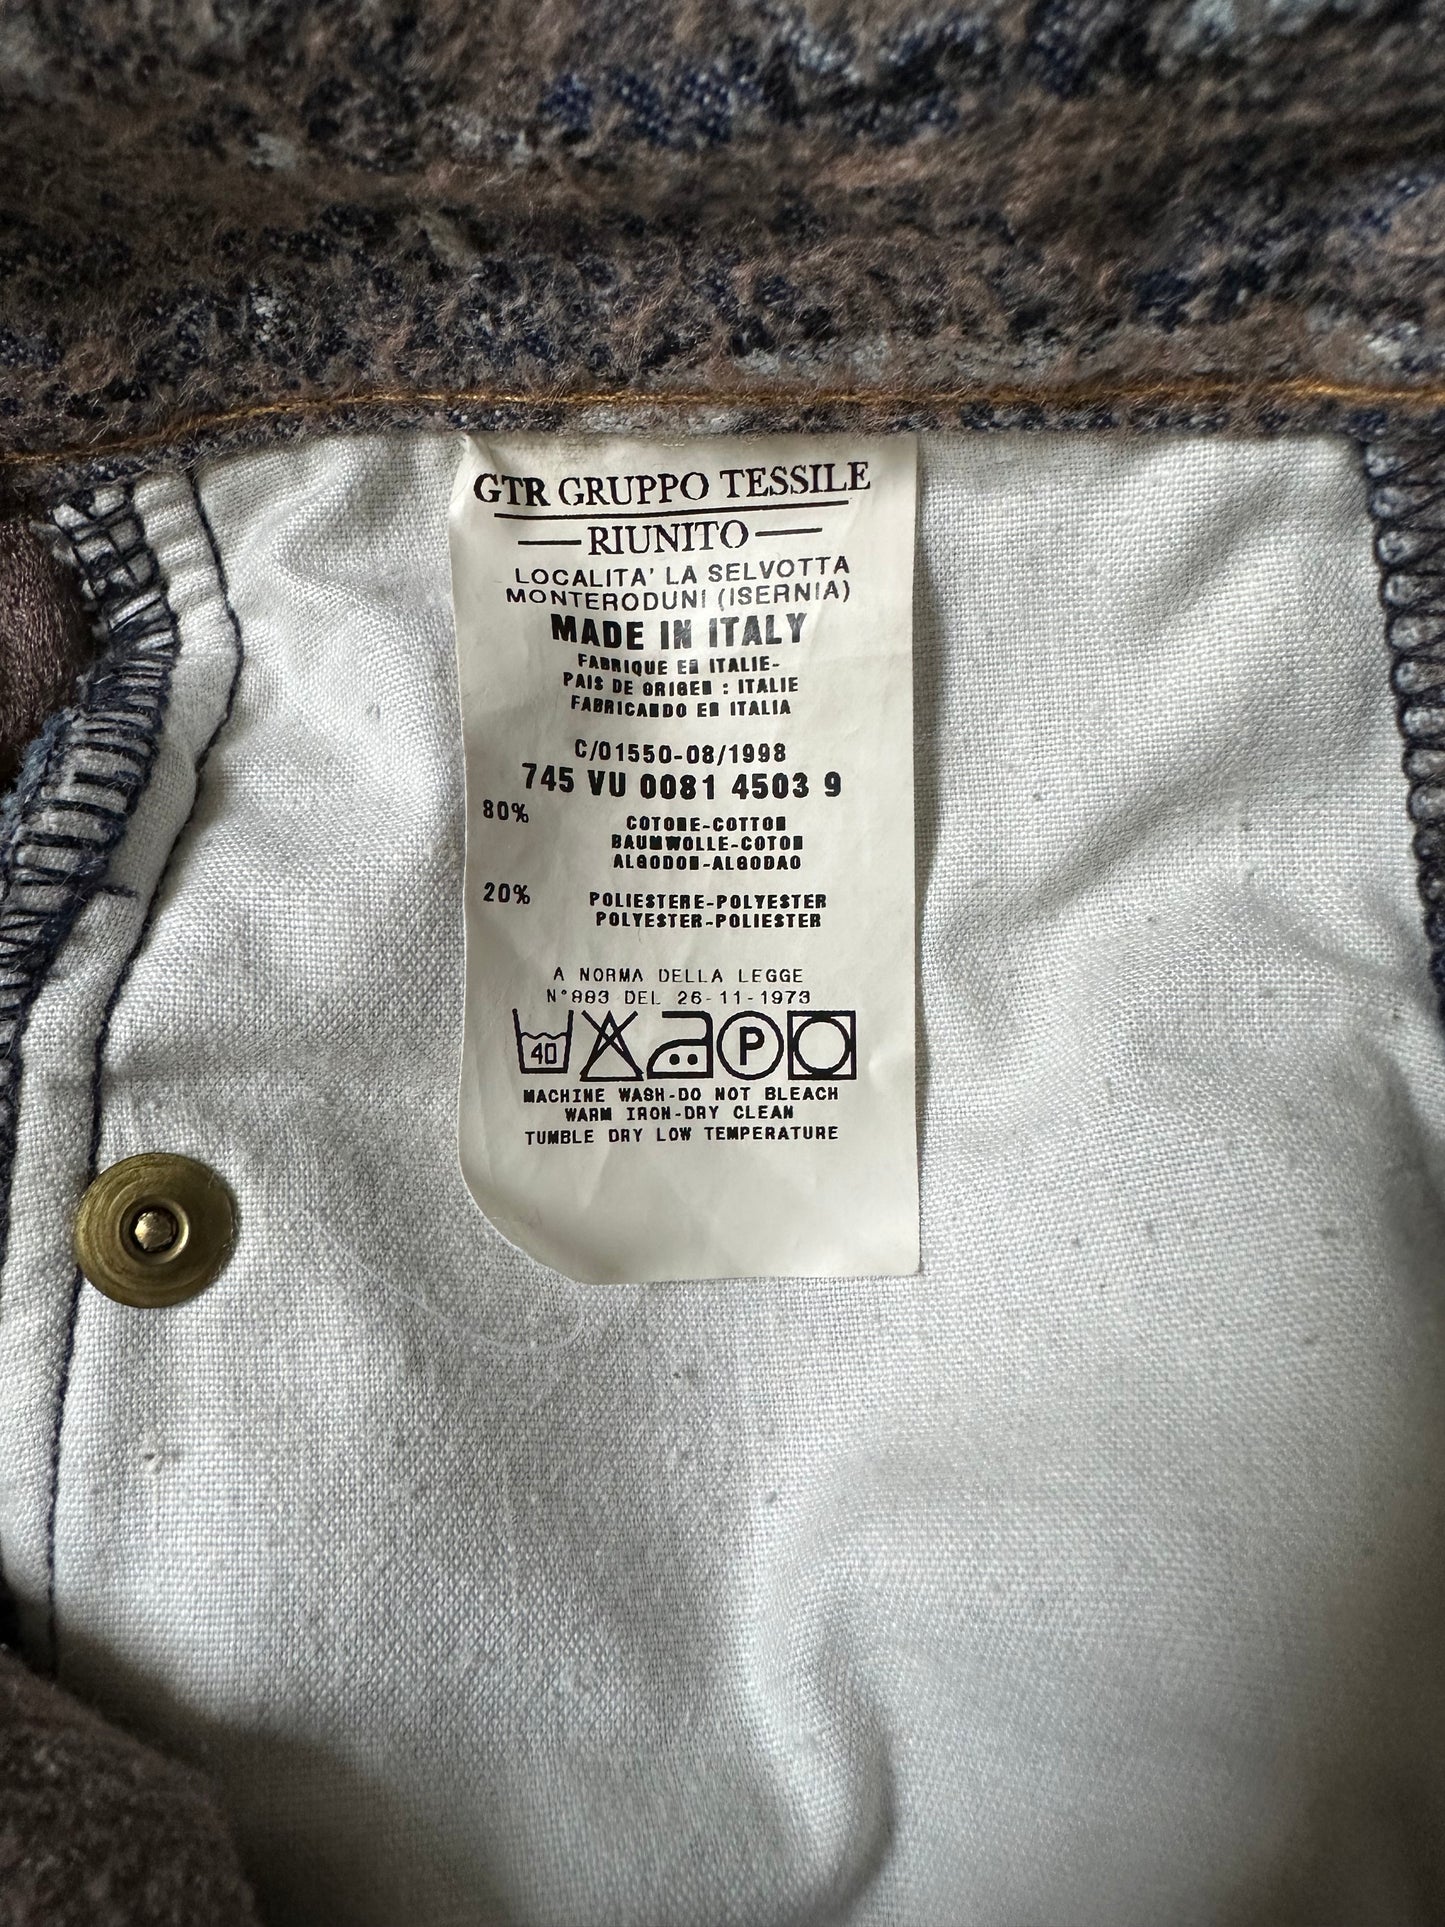 GTR GRUPPO TESSILE
RIUNITO
LOCALITA' LA SELVOTTA
MONTERODUNI (ISERNIA)
MADE IN ITALY
FABRIQUE EN ITALIE-
PAIS DE ORIGEN : ITALIE
FABRICANDO EN ITALIA
C/01550-08/1998
745 VU 0081 4503 9
80% COTONE-COTTON
BAUMWOLLE-COTON
ALGODON-ALGODAO
20% POLIESTERE-POLYESTER
POLYESTER-POLIESTER
A NORMA DELLA LEGGE
N°883 DEL 26-11-1973
40 P
MACHINE WASH-DO NOT BLEACH
WARM IRON-DRY CLEAN
TUMBLE DRY LOW TEMPERATURE